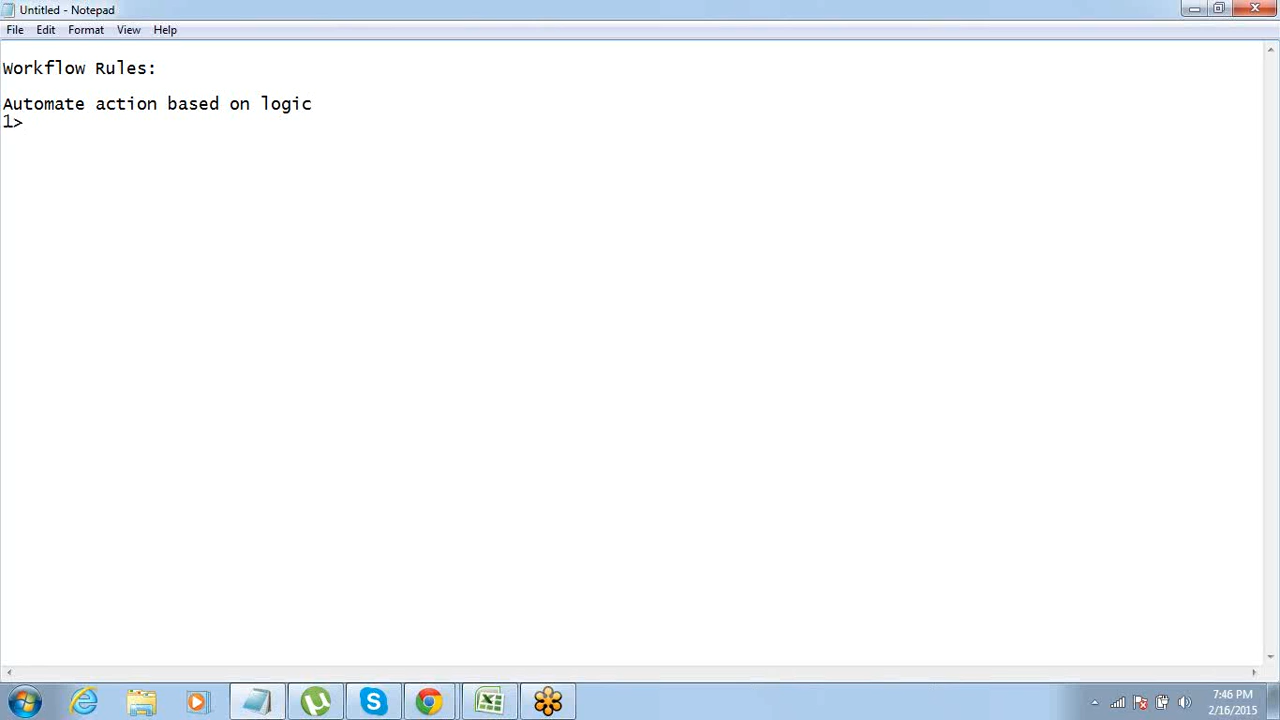 Untitled - Notepad
File Edit Format View Help
Workflow Rules:
Automate action based on logic
1>
7:46 PM
2/16/2015